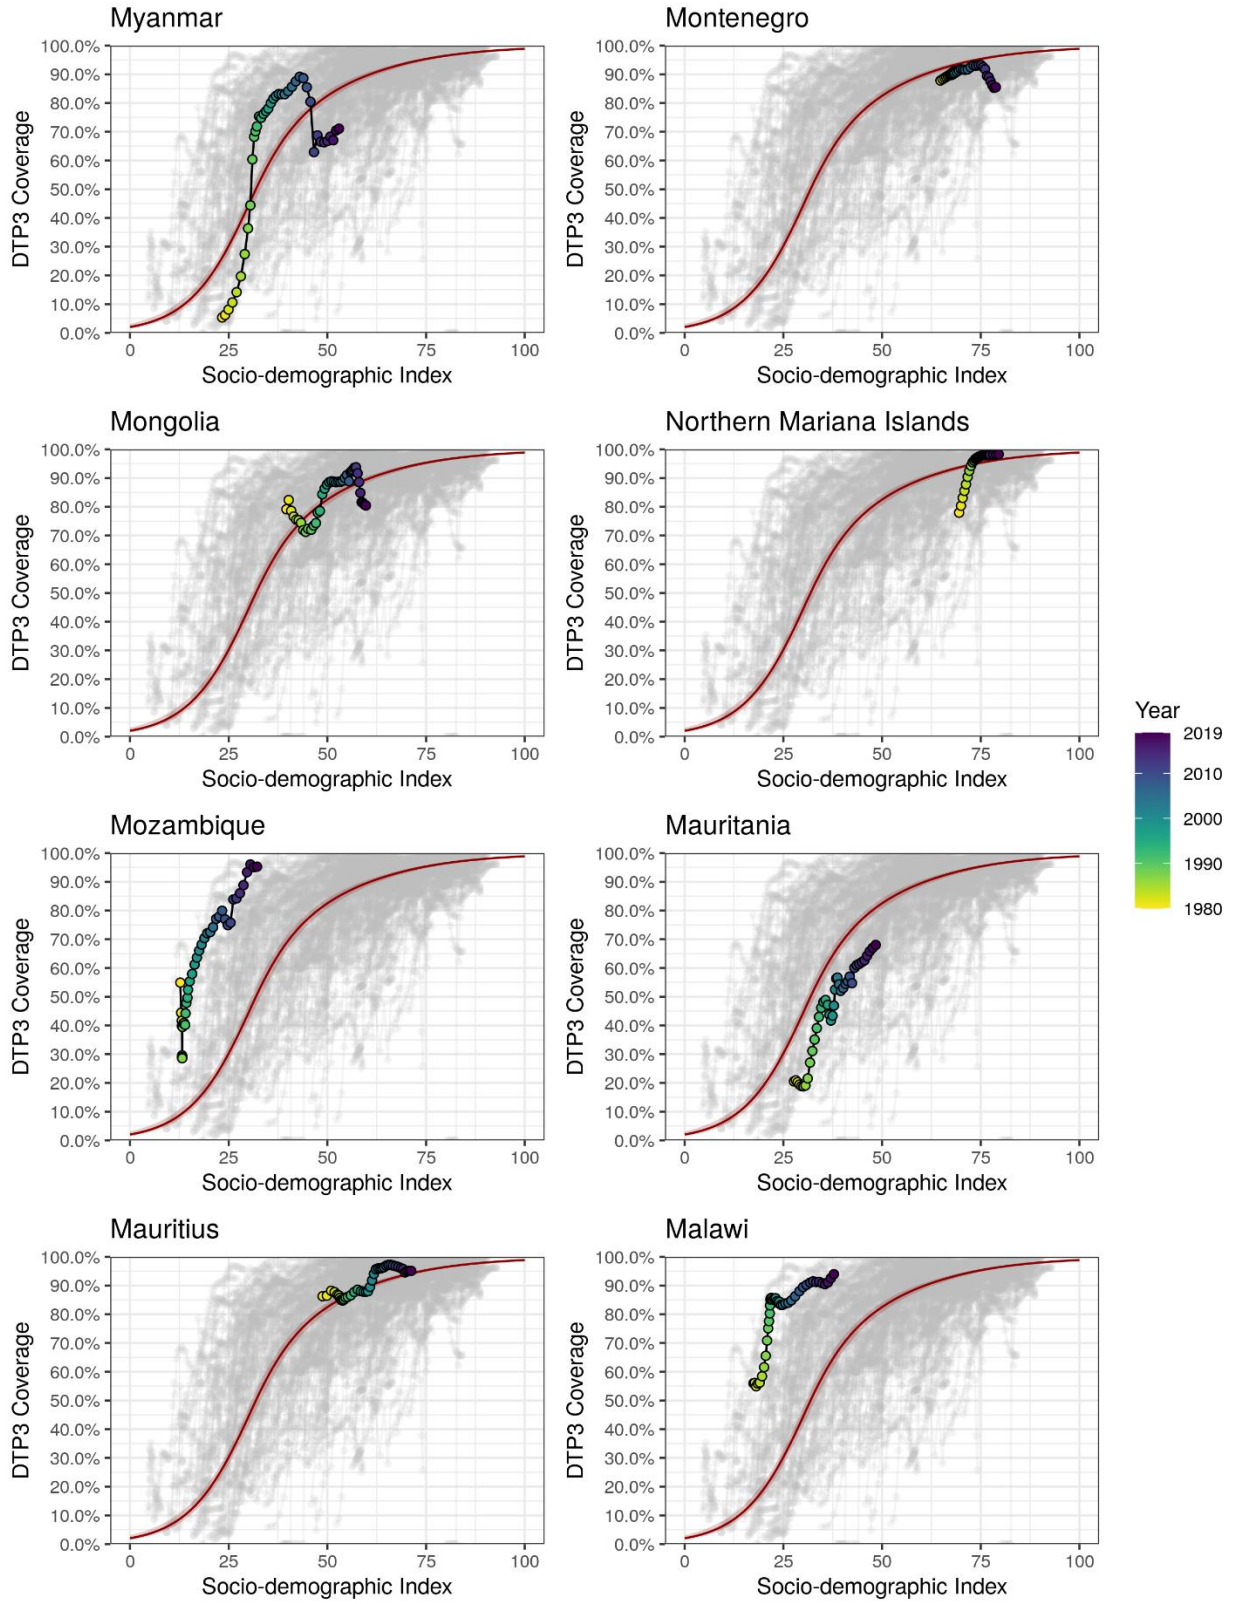 Myanmar
100.0%
90.0%
80.0%
70.0%
60.0%
50.0%
40.0%
30.0%
20.0%
10.0%
0.0%
DTP3 Coverage
0 25 50 75 100
Socio-demographic Index
Montenegro
100.0%
90.0%
80.0%
70.0%
60.0%
50.0%
40.0%
30.0%
20.0%
10.0%
0.0%
DTP3 Coverage
0 25 50 75 100
Socio-demographic Index
Mongolia
100.0%
90.0%
80.0%
70.0%
60.0%
50.0%
40.0%
30.0%
20.0%
10.0%
0.0%
DTP3 Coverage
0 25 50 75 100
Socio-demographic Index
Northern Mariana Islands
100.0%
90.0%
80.0%
70.0%
60.0%
50.0%
40.0%
30.0%
20.0%
10.0%
0.0%
DTP3 Coverage
0 25 50 75 100
Socio-demographic Index
Year
2019
2010
2000
1990
1980
Mozambique
100.0%
90.0%
80.0%
70.0%
60.0%
50.0%
40.0%
30.0%
20.0%
10.0%
0.0%
DTP3 Coverage
0 25 50 75 100
Socio-demographic Index
Mauritania
100.0%
90.0%
80.0%
70.0%
60.0%
50.0%
40.0%
30.0%
20.0%
10.0%
0.0%
DTP3 Coverage
0 25 50 75 100
Socio-demographic Index
Mauritius
100.0%
90.0%
80.0%
70.0%
60.0%
50.0%
40.0%
30.0%
20.0%
10.0%
0.0%
DTP3 Coverage
0 25 50 75 100
Socio-demographic Index
Malawi
100.0%
90.0%
80.0%
70.0%
60.0%
50.0%
40.0%
30.0%
20.0%
10.0%
0.0%
DTP3 Coverage
0 25 50 75 100
Socio-demographic Index